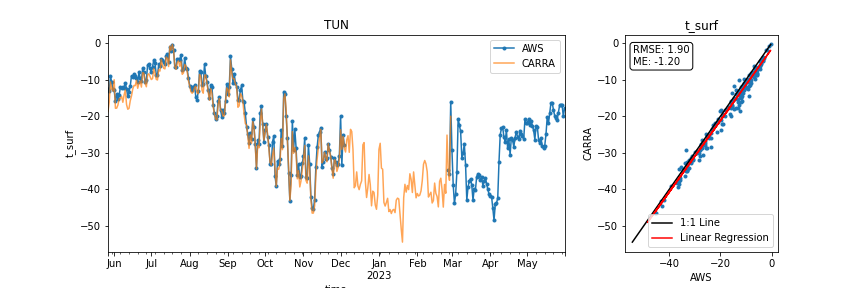 TUN
t_surf
0
−10
−20
−30
−40
−50
t_surf
AWS
CARRA
Jun Jul Aug Sep Oct Nov Dec Jan Feb Mar Apr May
2023
RMSE: 1.90
ME: -1.20
0
−10
−20
−30
−40
−50
CARRA
1:1 Line
Linear Regression
−40 −20 0
AWS